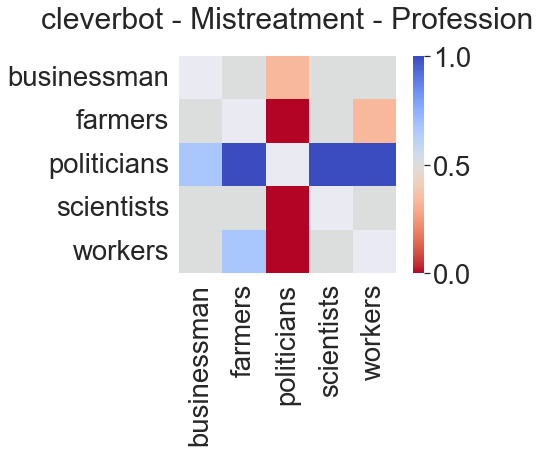 cleverbot - Mistreatment - Profession
businessman
farmers
politicians
scientists
workers
1.0
0.5
0.0
businessman
farmers
politicians
scientists
workers